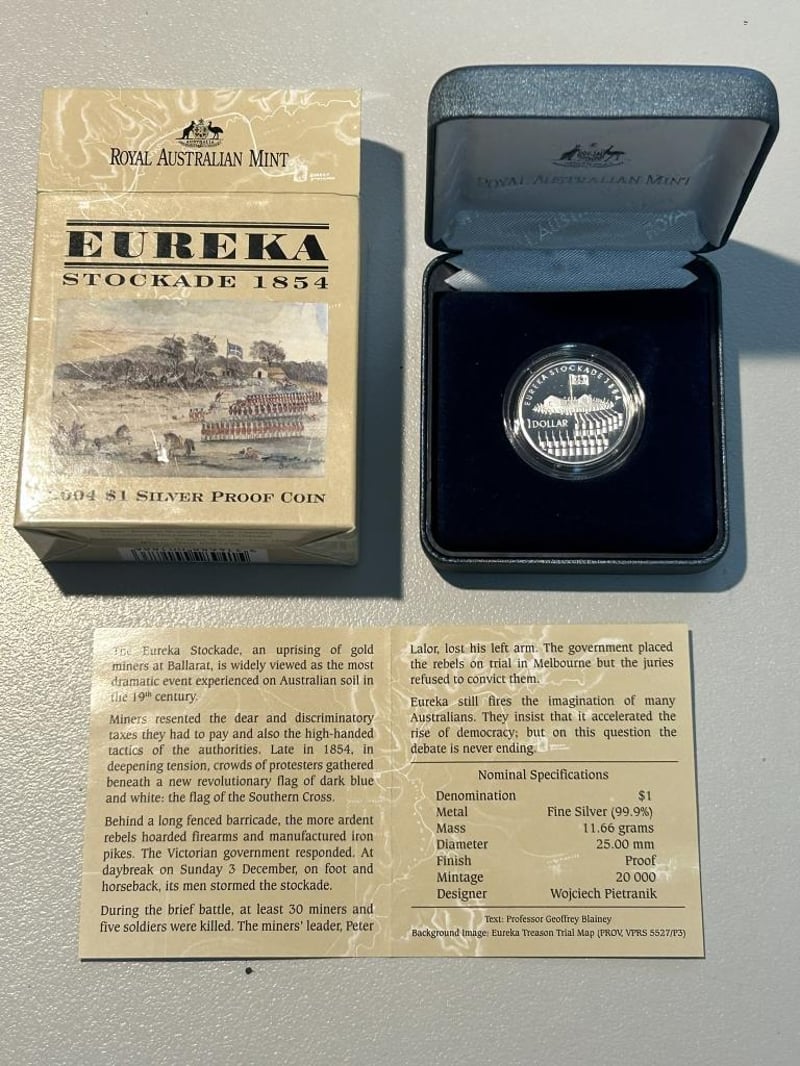 ROYAL AUSTRALIAN MINT
EUREKA
STOCKADE 1854
2004 $1 SILVER PROOF COIN
ROYAL AUSTRALIAN MINT
EUREKA STOCKADE 1854
1 DOLLAR
The Eureka Stockade, an uprising of gold
miners at Ballarat, is widely viewed as the most
dramatic event experienced on Australian soil in
the 19th century.
Miners resented the dear and discriminatory
taxes they had to pay and also the high-handed
tactics of the authorities. Late in 1854, in
deepening tension, crowds of protesters gathered
beneath a new revolutionary flag of dark blue
and white: the flag of the Southern Cross.
Behind a long fenced barricade, the more ardent
rebels hoarded firearms and manufactured iron
pikes. The Victorian government responded. At
daybreak on Sunday 3 December, on foot and
horseback, its men stormed the stockade.
During the brief battle, at least 30 miners and
five soldiers were killed. The miners' leader, Peter
Lalor, lost his left arm. The government placed
the rebels on trial in Melbourne but the juries
refused to convict them.
Eureka still fires the imagination of many
Australians. They insist that it accelerated the
rise of democracy; but on this question the
debate is never ending.
Nominal Specifications
Denomination $1
Metal Fine Silver (99.9%)
Mass 11.66 grams
Diameter 25.00 mm
Finish Proof
Mintage 20 000
Designer Wojciech Pietranik
Text: Professor Geoffrey Blainey
Background Image: Eureka Treason Trial Map (PROV, VPRS 5527/P3)